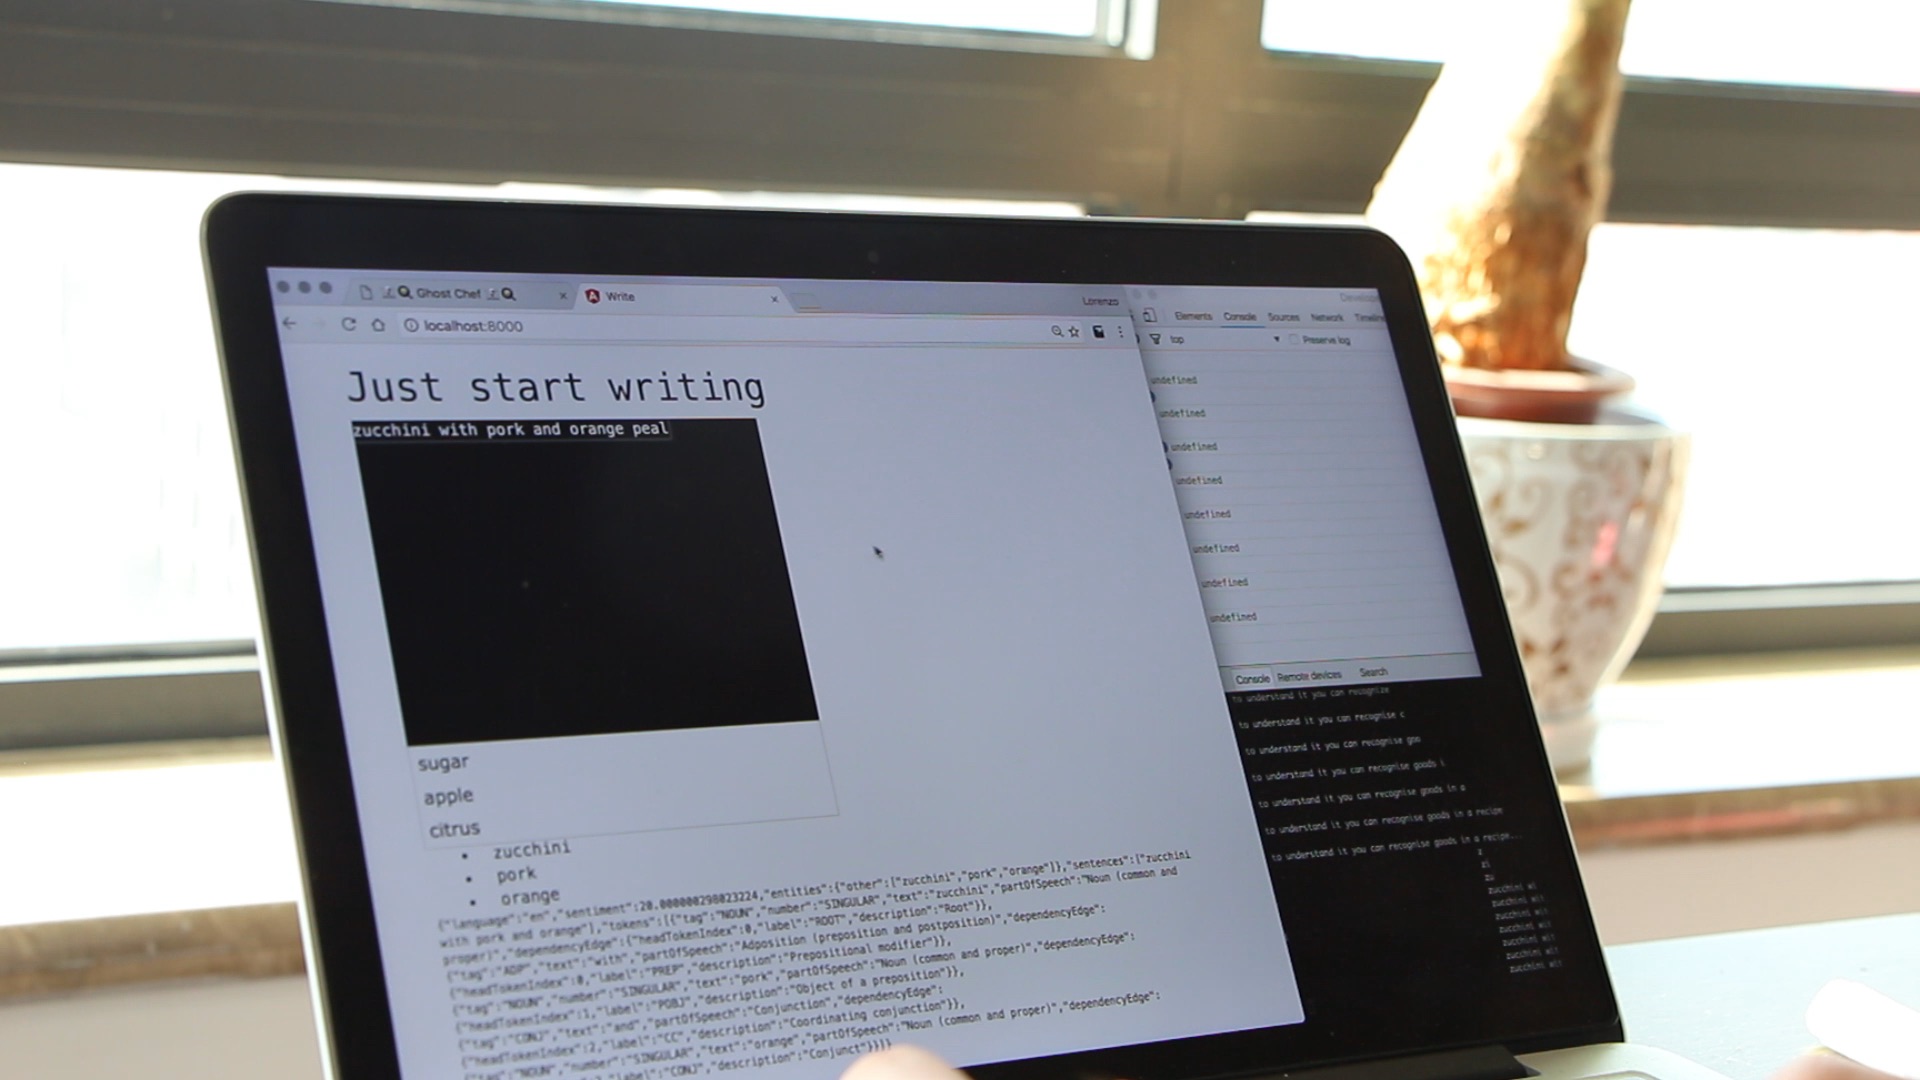 Ghost Chef
Write
Lorenzo
localhost:8000
Just start writing
zucchini with pork and orange peal
sugar
apple
citrus
zucchini
pork
orange
{"language":"en","sentiment":20.000000298023224,"entities":{"other":["zucchini","pork","orange"]},"sentences":["zucchini
with pork and orange"],"tokens":[{"tag":"NOUN","number":"SINGULAR","text":"zucchini","partOfSpeech":"Noun (common and
proper)","dependencyEdge":{"headTokenIndex":0,"label":"ROOT","description":"Root"}},
{"tag":"ADP","text":"with","partOfSpeech":"Adposition (preposition and postposition)","dependencyEdge":
{"headTokenIndex":0,"label":"PREP","description":"Prepositional modifier"}},
{"tag":"NOUN","number":"SINGULAR","text":"pork","partOfSpeech":"Noun (common and proper)","dependencyEdge":
{"headTokenIndex":1,"label":"POBJ","description":"Object of a preposition"}},
{"tag":"CONJ","text":"and","partOfSpeech":"Conjunction","dependencyEdge":
{"headTokenIndex":2,"label":"CC","description":"Coordinating conjunction"}},
{"tag":"NOUN","number":"SINGULAR","text":"orange","partOfSpeech":"Noun (common and proper)","dependencyEdge":
"label":"CONJ","description":"Conjunct"}}]}
Elements Console Sources Network Timeline
top Preserve log
undefined
undefined
undefined
undefined
undefined
undefined
undefined
undefined
Console Remote devices Search
to understand it you can recognize
to understand it you can recognise c
to understand it you can recognise goo
to understand it you can recognise goods i
to understand it you can recognise goods in a
to understand it you can recognise goods in a recipe
to understand it you can recognise goods in a recipe...
z
zi
zu
zucchini wi
zucchini wit
zucchini wit
zucchini wit
zucchini wit
zucchini wit